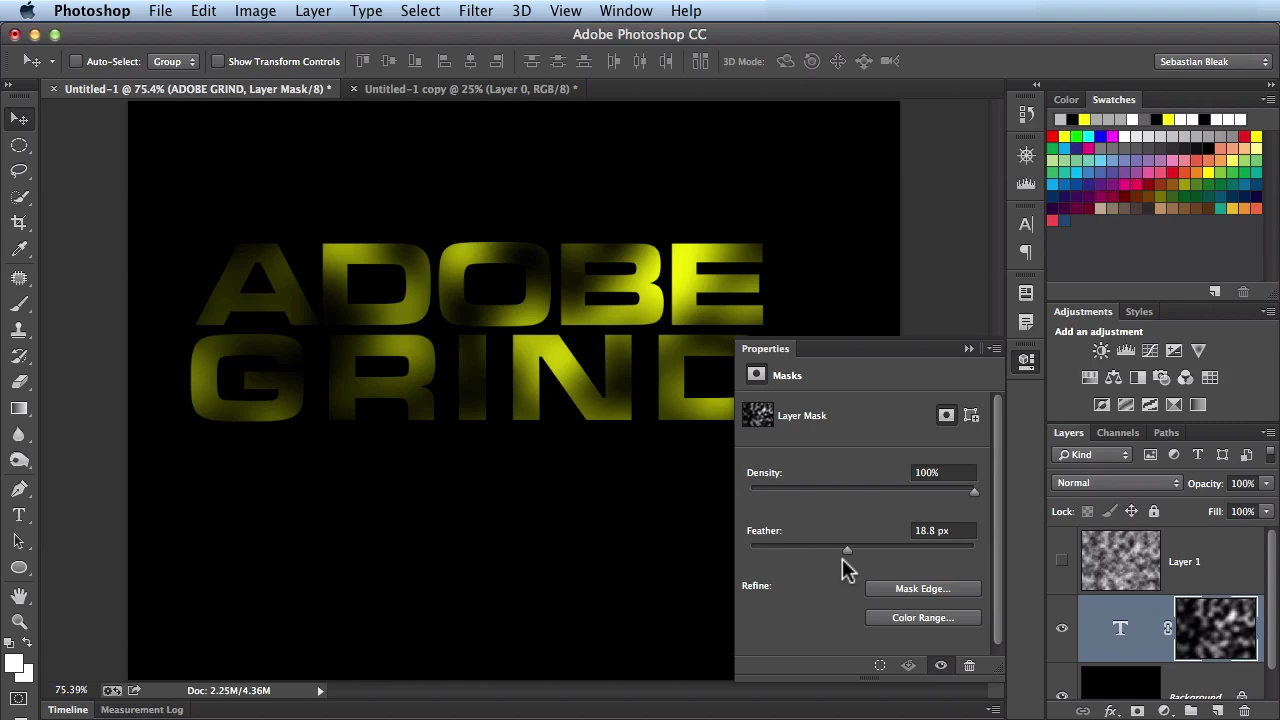 Photoshop File Edit Image Layer Type Select Filter 3D View Window Help
Adobe Photoshop CC
Auto-Select: Group Show Transform Controls 3D Mode: Sebastian Bleak
Untitled-1 @ 75.4% (ADOBE GRIND, Layer Mask/8) * Untitled-1 copy @ 25% (Layer 0, RGB/8) *
Color Swatches
ADOBE
GRIND
Properties
Masks
Layer Mask
Density: 100%
Feather: 18.8 px
Refine: Mask Edge...
Color Range...
Adjustments Styles
Add an adjustment
Layers Channels Paths
Kind
Normal Opacity: 100%
Lock: Fill: 100%
Layer 1
T
Background
75.39% Doc: 2.25M/4.36M
Timeline Measurement Log